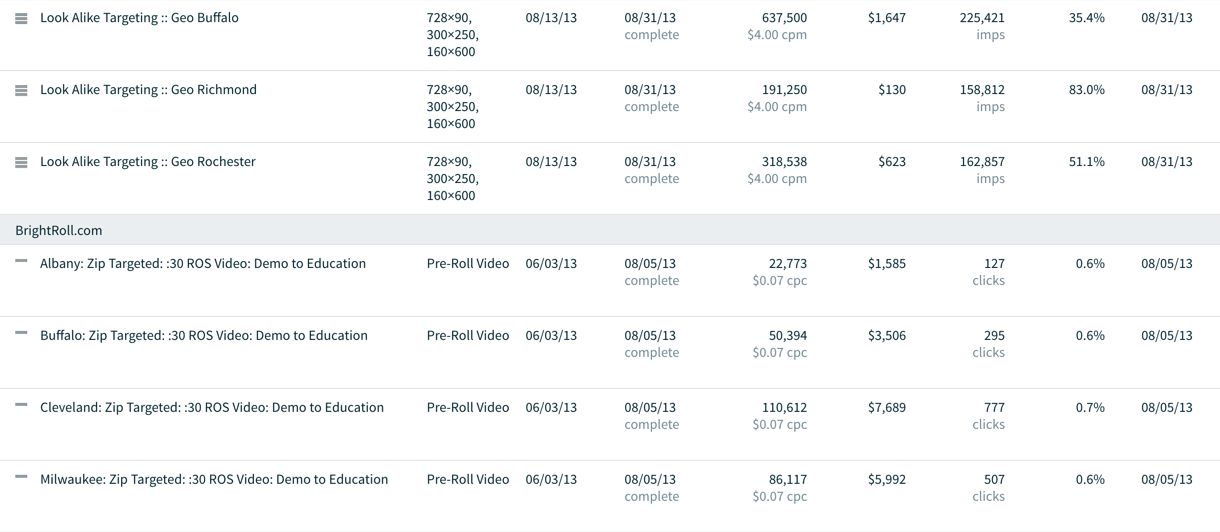 Look Alike Targeting :: Geo Buffalo 728×90, 08/13/13 08/31/13 637,500 $1,647 225,421 35.4% 08/31/13
300×250, complete $4.00 cpm imps
160×600
Look Alike Targeting :: Geo Richmond 728×90, 08/13/13 08/31/13 191,250 $130 158,812 83.0% 08/31/13
300×250, complete $4.00 cpm imps
160×600
Look Alike Targeting :: Geo Rochester 728×90, 08/13/13 08/31/13 318,538 $623 162,857 51.1% 08/31/13
300×250, complete $4.00 cpm imps
160×600
BrightRoll.com
Albany: Zip Targeted: :30 ROS Video: Demo to Education Pre-Roll Video 06/03/13 08/05/13 22,773 $1,585 127 0.6% 08/05/13
complete $0.07 cpc clicks
Buffalo: Zip Targeted: :30 ROS Video: Demo to Education Pre-Roll Video 06/03/13 08/05/13 50,394 $3,506 295 0.6% 08/05/13
complete $0.07 cpc clicks
Cleveland: Zip Targeted: :30 ROS Video: Demo to Education Pre-Roll Video 06/03/13 08/05/13 110,612 $7,689 777 0.7% 08/05/13
complete $0.07 cpc clicks
Milwaukee: Zip Targeted: :30 ROS Video: Demo to Education Pre-Roll Video 06/03/13 08/05/13 86,117 $5,992 507 0.6% 08/05/13
complete $0.07 cpc clicks